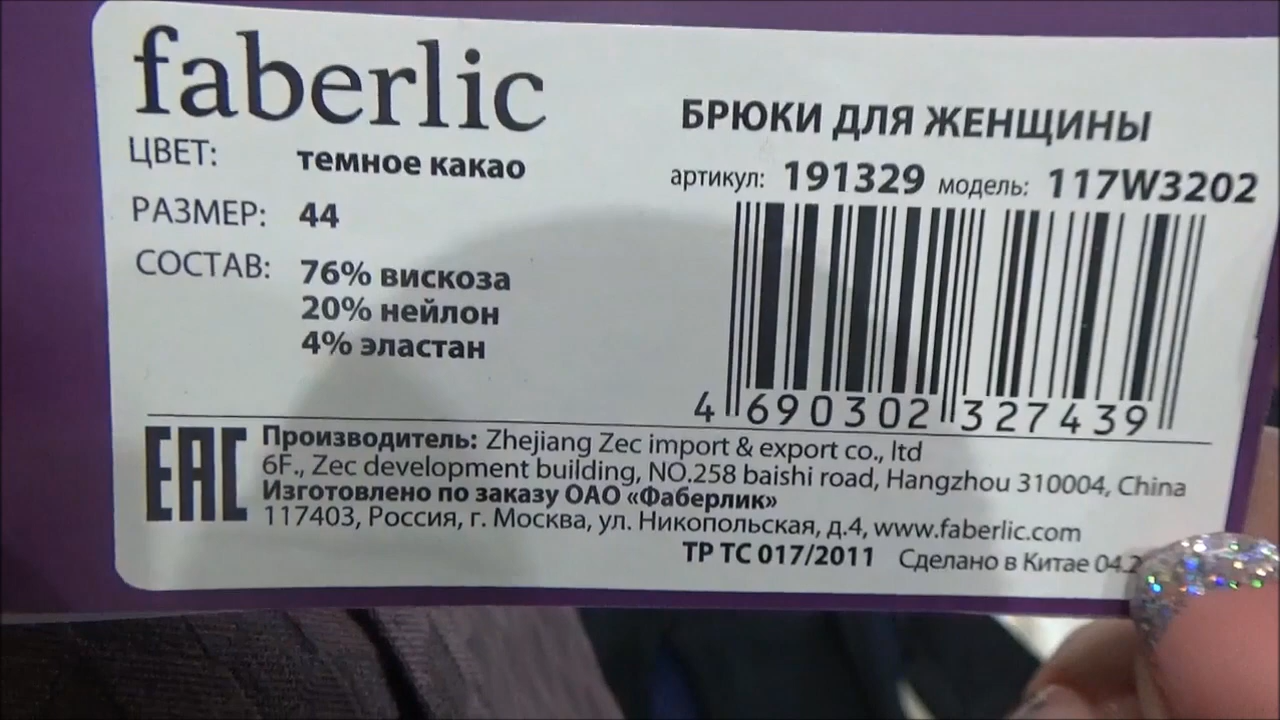 faberlic
БРЮКИ ДЛЯ ЖЕНЩИНЫ
ЦВЕТ: темное какао
артикул: 191329 модель: 117W3202
РАЗМЕР: 44
СОСТАВ: 76% вискоза
20% нейлон
4% эластан
4 690302 327439
EAC
Производитель: Zhejiang Zec import & export co., ltd
6F., Zec development building, NO.258 baishi road, Hangzhou 310004, China
Изготовлено по заказу ОАО «Фаберлик»
117403, Россия, г. Москва, ул. Никопольская, д.4, www.faberlic.com
ТР ТС 017/2011 Сделано в Китае 04.2